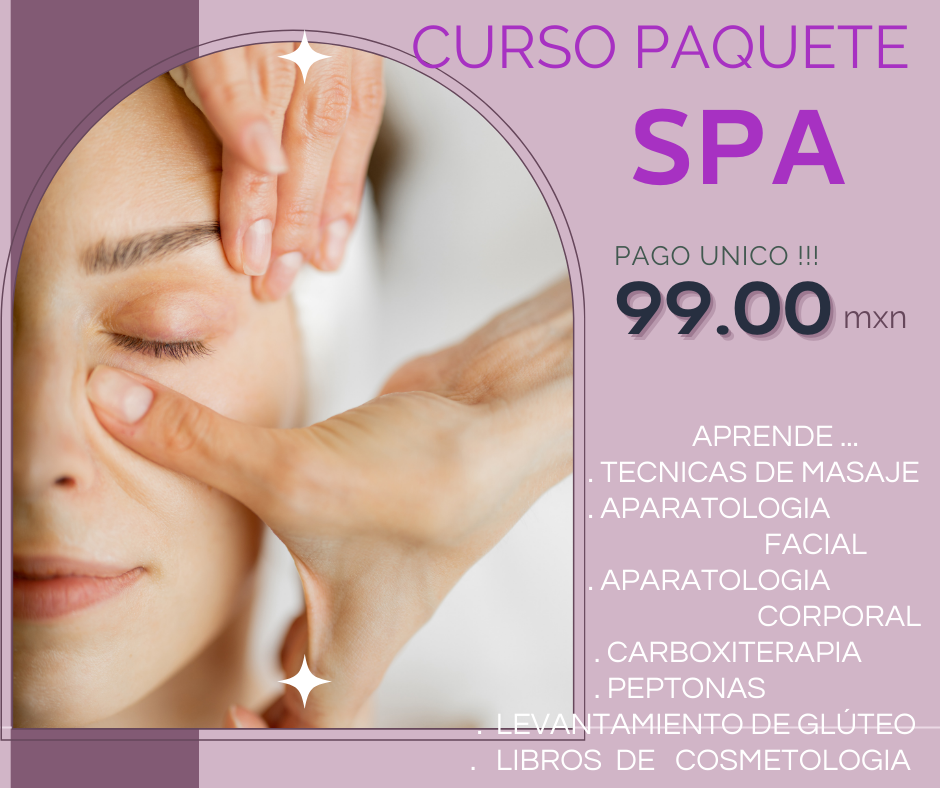 CURSO PAQUETE
SPA
PAGO UNICO !!!
99.00 mxn
APRENDE ...
. TECNICAS DE MASAJE
. APARATOLOGIA
FACIAL
. APARATOLOGIA
CORPORAL
. CARBOXITERAPIA
. PEPTONAS
. LEVANTAMIENTO DE GLÚTEO
. LIBROS DE COSMETOLOGIA